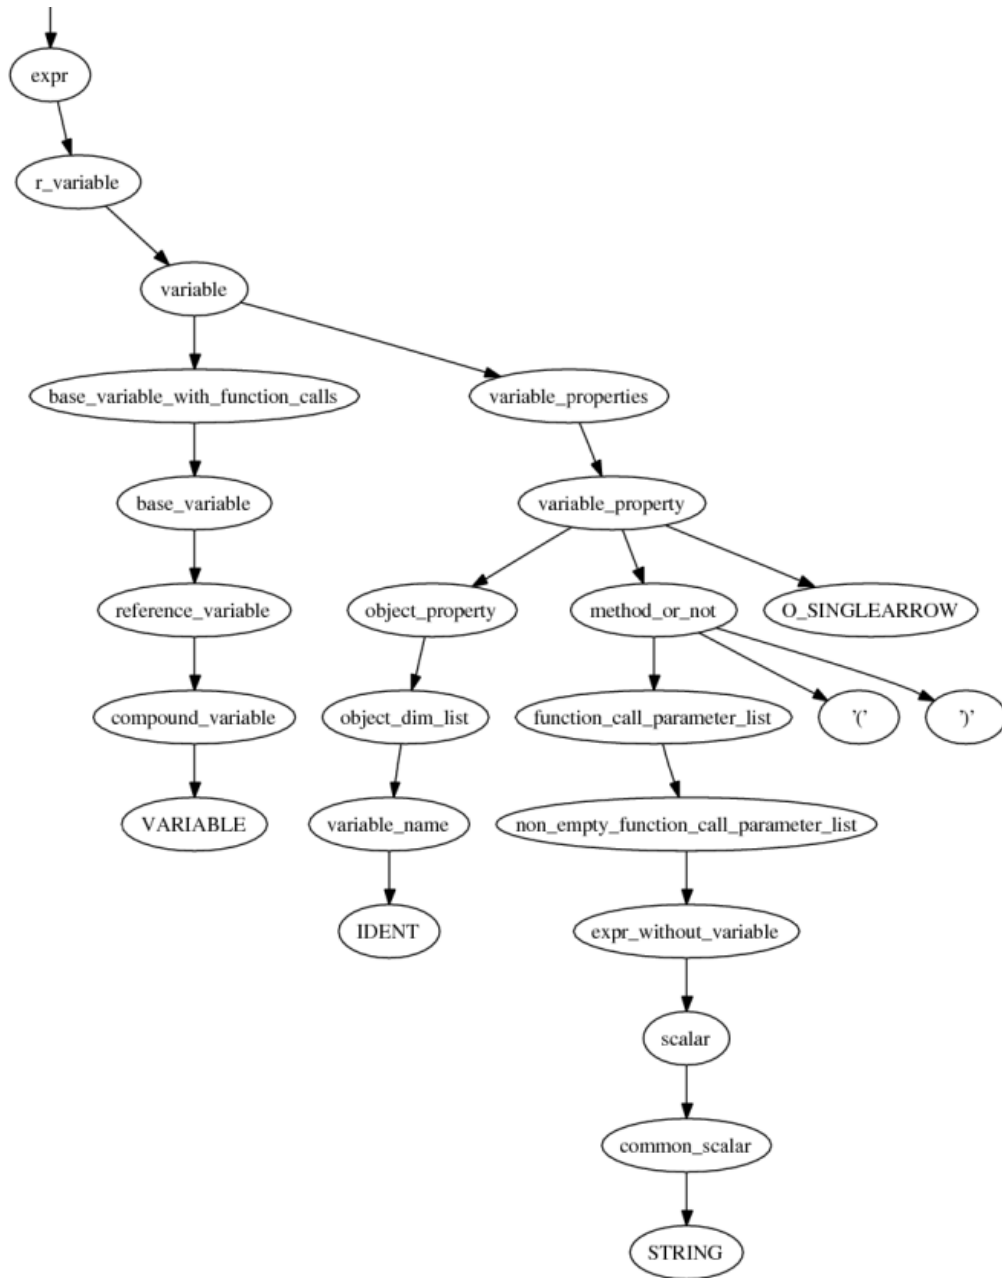 expr
r_variable
variable
base_variable_with_function_calls variable_properties
base_variable variable_property
reference_variable object_property method_or_not O_SINGLEARROW
compound_variable object_dim_list function_call_parameter_list '(' ')'
VARIABLE variable_name non_empty_function_call_parameter_list
IDENT expr_without_variable
scalar
common_scalar
STRING